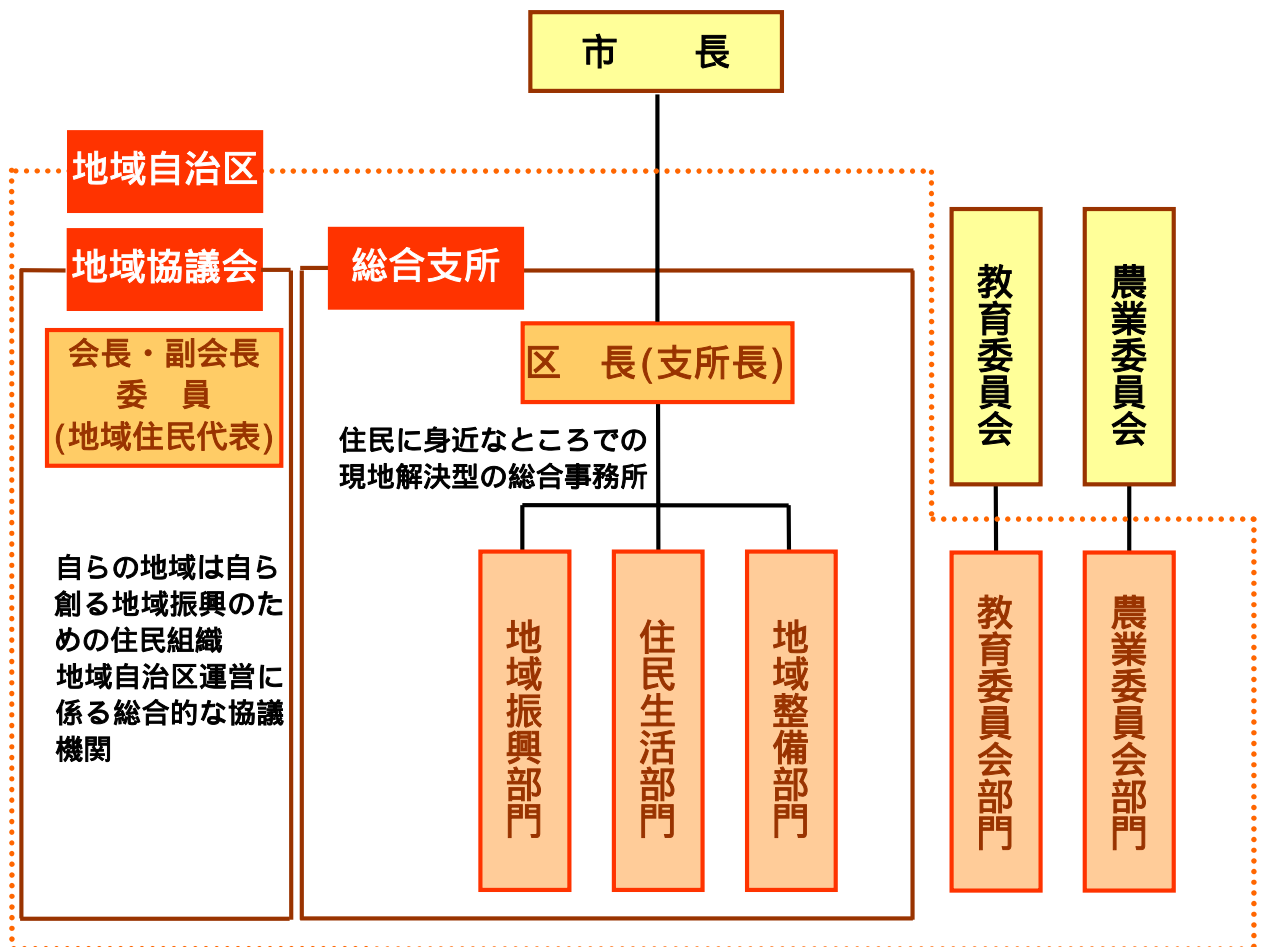 市　　長
地域自治区
地域協議会
総合支所
会長・副会長
委　員
(地域住民代表)
区　長(支所長)
住民に身近なところでの
現地解決型の総合事務所
自らの地域は自ら
創る地域振興のた
めの住民組織
地域自治区運営に
係る総合的な協議
機関
地域振興部門
住民生活部門
地域整備部門
教育委員会
農業委員会
教育委員会部門
農業委員会部門